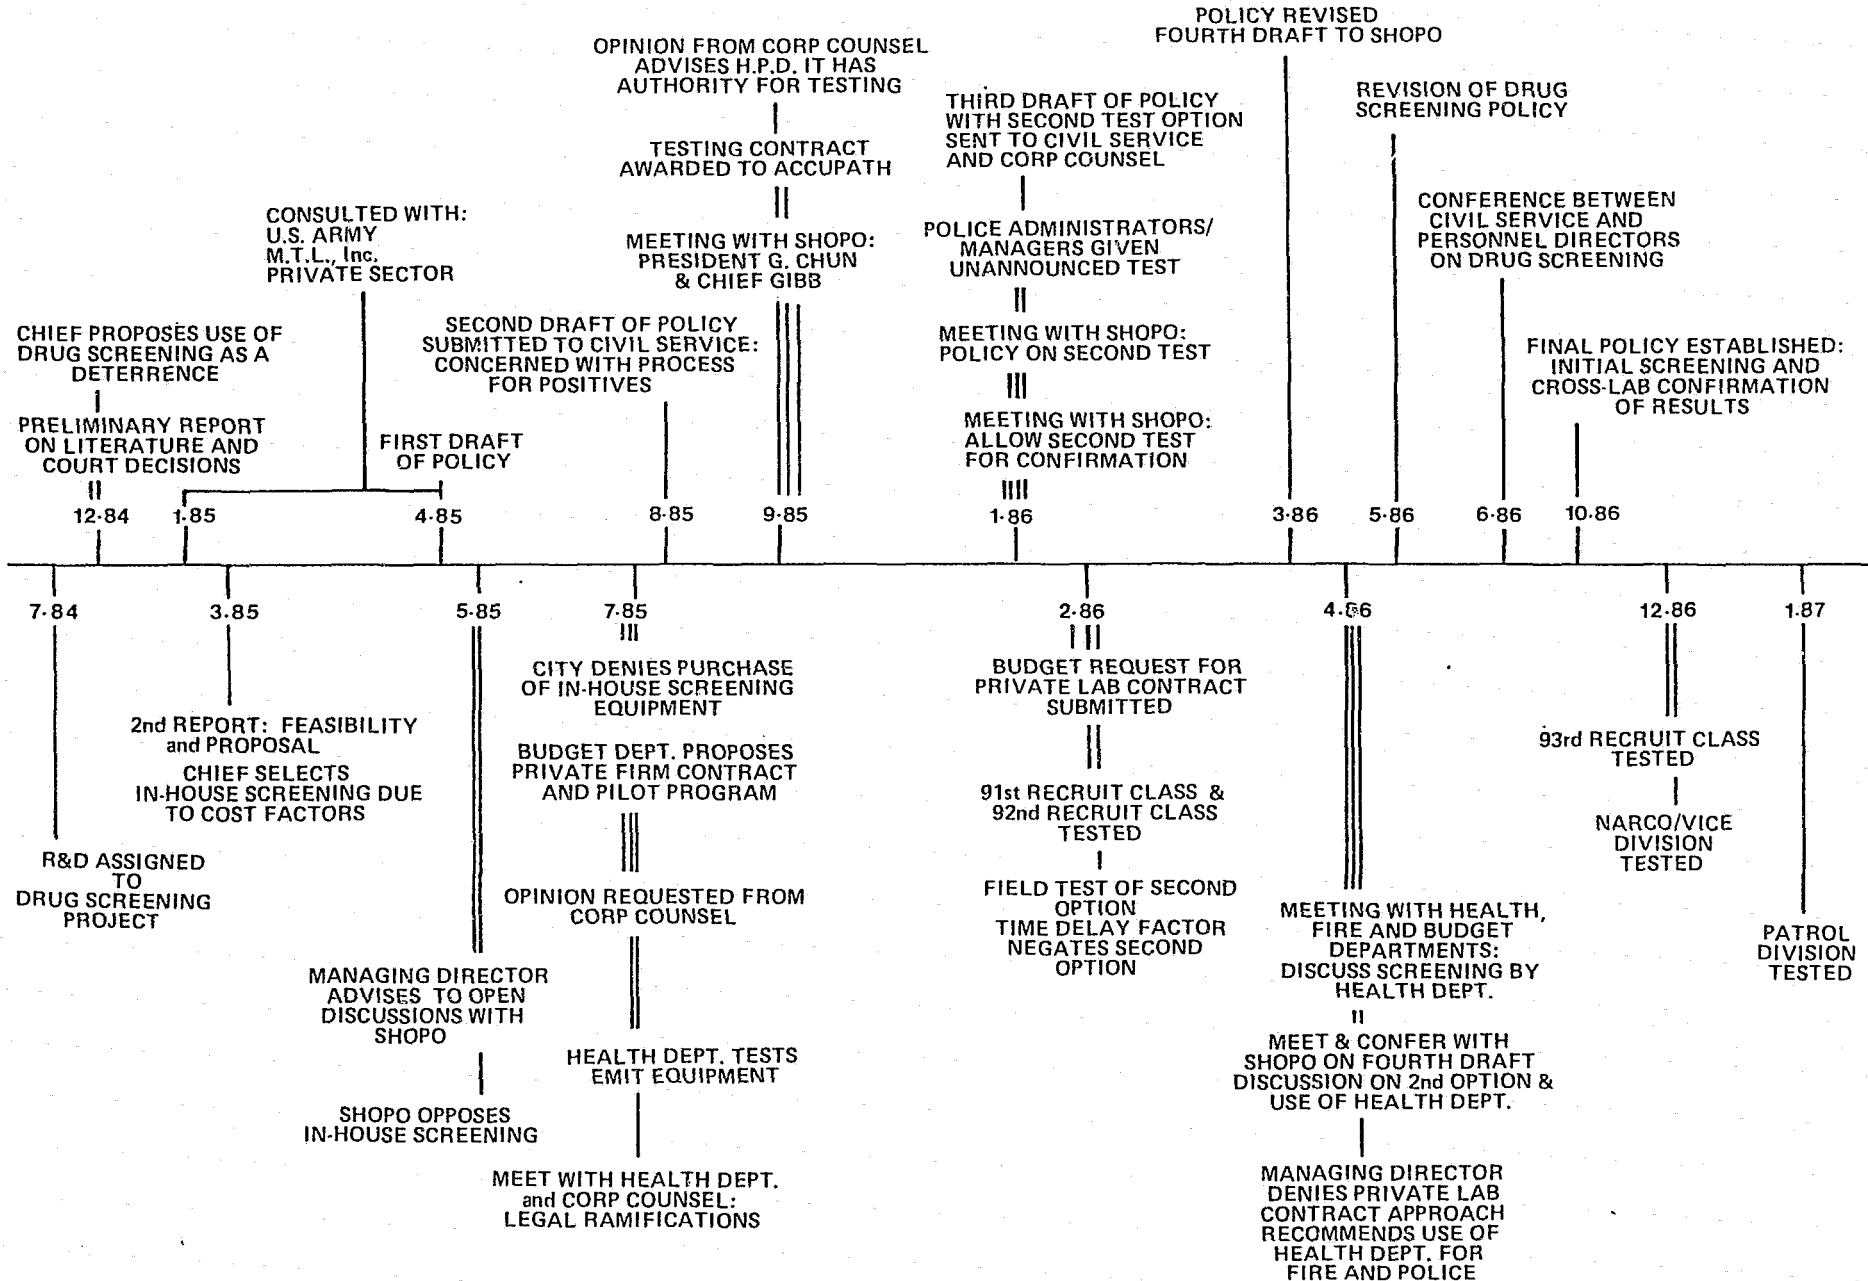 POLICY REVISED
FOURTH DRAFT TO SHOPO
OPINION FROM CORP COUNSEL
ADVISES H.P.D. IT HAS
AUTHORITY FOR TESTING
TESTING CONTRACT
AWARDED TO ACCUPATH
MEETING WITH SHOPO:
PRESIDENT G. CHUN
& CHIEF GIBB
THIRD DRAFT OF POLICY
WITH SECOND TEST OPTION
SENT TO CIVIL SERVICE
AND CORP COUNSEL
POLICE ADMINISTRATORS/
MANAGERS GIVEN
UNANNOUNCED TEST
MEETING WITH SHOPO:
POLICY ON SECOND TEST
MEETING WITH SHOPO:
ALLOW SECOND TEST
FOR CONFIRMATION
REVISION OF DRUG
SCREENING POLICY
CONFERENCE BETWEEN
CIVIL SERVICE AND
PERSONNEL DIRECTORS
ON DRUG SCREENING
FINAL POLICY ESTABLISHED:
INITIAL SCREENING AND
CROSS-LAB CONFIRMATION
OF RESULTS
CONSULTED WITH:
U.S. ARMY
M.T.L., Inc.
PRIVATE SECTOR
CHIEF PROPOSES USE OF
DRUG SCREENING AS A
DETERRENCE
PRELIMINARY REPORT
ON LITERATURE AND
COURT DECISIONS
FIRST DRAFT
OF POLICY
SECOND DRAFT OF POLICY
SUBMITTED TO CIVIL SERVICE:
CONCERNED WITH PROCESS
FOR POSITIVES
12·84 1·85 4·85 8·85 9·85 1·86 3·86 5·86 6·86 10·86
7·84 3·85 5·85 7·85 2·86 4·86 12·86 1·87
R&D ASSIGNED
TO
DRUG SCREENING
PROJECT
2nd REPORT: FEASIBILITY
and PROPOSAL
CHIEF SELECTS
IN-HOUSE SCREENING DUE
TO COST FACTORS
MANAGING DIRECTOR
ADVISES TO OPEN
DISCUSSIONS WITH
SHOPO
SHOPO OPPOSES
IN-HOUSE SCREENING
CITY DENIES PURCHASE
OF IN-HOUSE SCREENING
EQUIPMENT
BUDGET DEPT. PROPOSES
PRIVATE FIRM CONTRACT
AND PILOT PROGRAM
OPINION REQUESTED FROM
CORP COUNSEL
HEALTH DEPT. TESTS
EMIT EQUIPMENT
MEET WITH HEALTH DEPT.
and CORP COUNSEL:
LEGAL RAMIFICATIONS
BUDGET REQUEST FOR
PRIVATE LAB CONTRACT
SUBMITTED
91st RECRUIT CLASS &
92nd RECRUIT CLASS
TESTED
FIELD TEST OF SECOND
OPTION
TIME DELAY FACTOR
NEGATES SECOND
OPTION
MEETING WITH HEALTH,
FIRE AND BUDGET
DEPARTMENTS:
DISCUSS SCREENING BY
HEALTH DEPT.
MEET & CONFER WITH
SHOPO ON FOURTH DRAFT
DISCUSSION ON 2nd OPTION &
USE OF HEALTH DEPT.
MANAGING DIRECTOR
DENIES PRIVATE LAB
CONTRACT APPROACH
RECOMMENDS USE OF
HEALTH DEPT. FOR
FIRE AND POLICE
93rd RECRUIT CLASS
TESTED
NARCO/VICE
DIVISION
TESTED
PATROL
DIVISION
TESTED